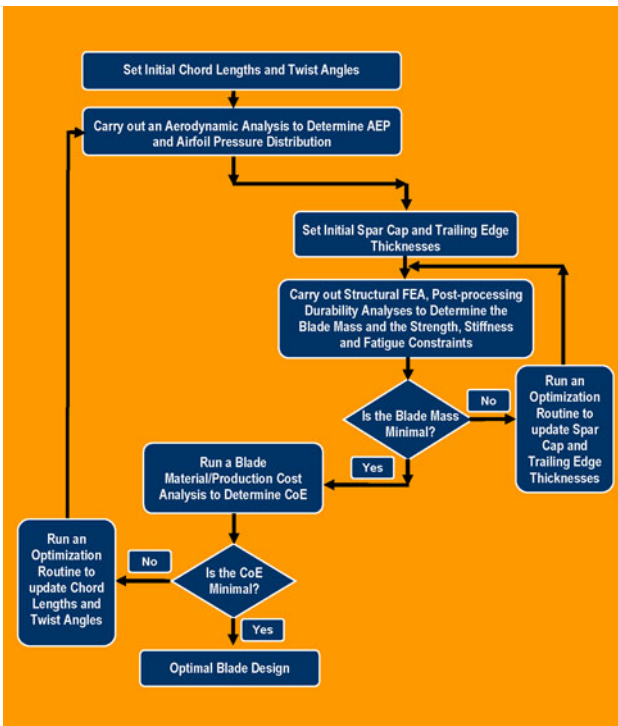 Set Initial Chord Lengths and Twist Angles
Carry out an Aerodynamic Analysis to Determine AEP
and Airfoil Pressure Distribution
Set Initial Spar Cap and Trailing Edge
Thicknesses
Carry out Structural FEA, Post-processing
Durability Analyses to Determine the
Blade Mass and the Strength, Stiffness
and Fatigue Constraints
Is the Blade Mass
Minimal?
No
Run an
Optimization
Routine to
update Spar
Cap and
Trailing Edge
Thicknesses
Yes
Run a Blade
Material/Production Cost
Analysis to Determine CoE
Is the CoE
Minimal?
No
Run an
Optimization
Routine to
update Chord
Lengths and
Twist Angles
Yes
Optimal Blade Design